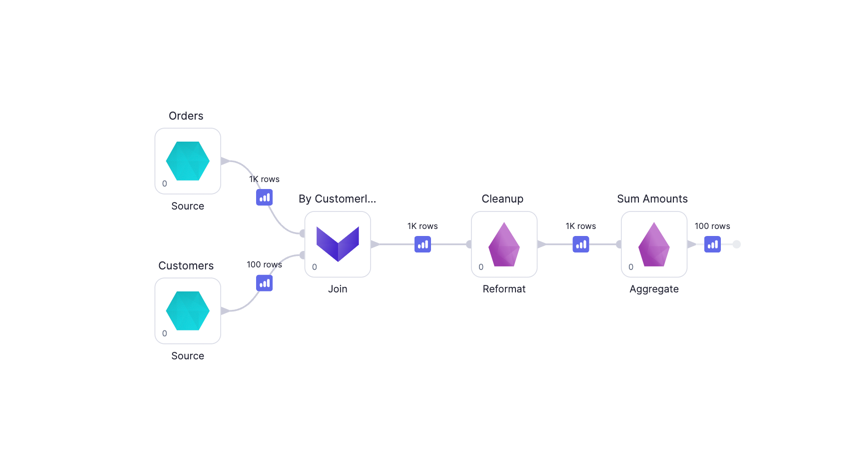 Orders
0
Source
1K rows
Customers
0
Source
100 rows
By CustomerI...
0
Join
1K rows
Cleanup
0
Reformat
1K rows
Sum Amounts
0
Aggregate
100 rows